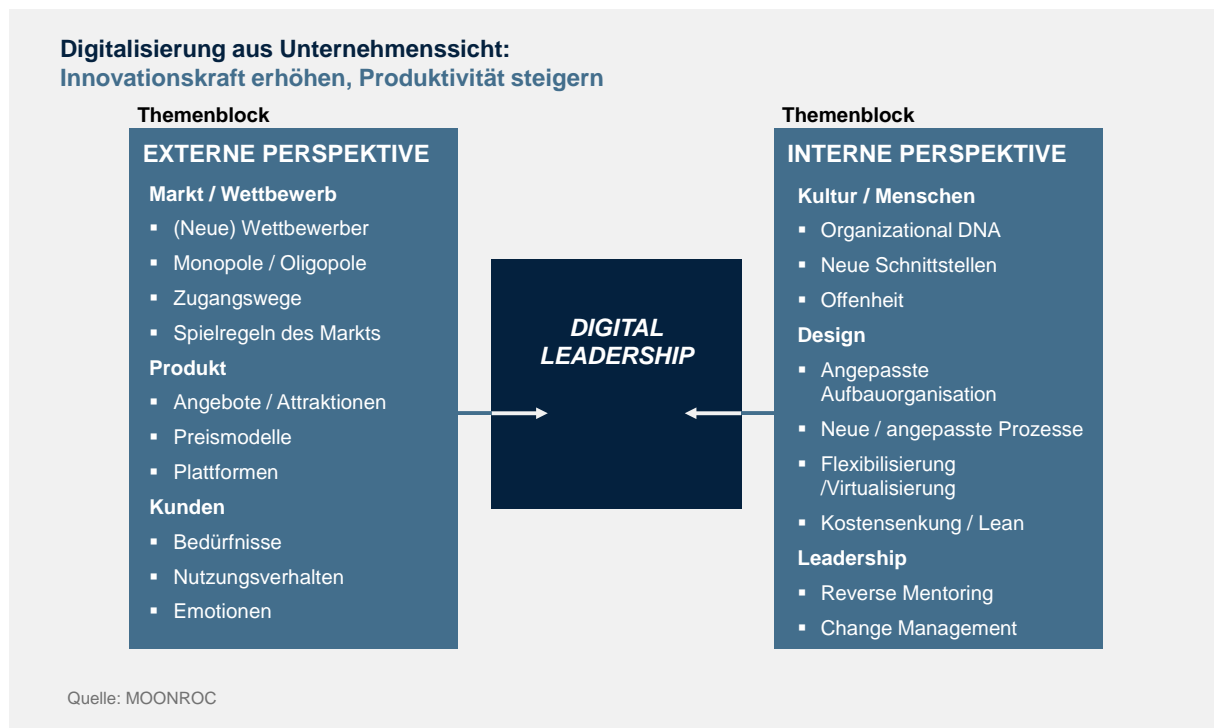 Digitalisierung aus Unternehmenssicht:
Innovationskraft erhöhen, Produktivität steigern
Themenblock
EXTERNE PERSPEKTIVE
Markt / Wettbewerb
▪ (Neue) Wettbewerber
▪ Monopole / Oligopole
▪ Zugangswege
▪ Spielregeln des Markts
Produkt
▪ Angebote / Attraktionen
▪ Preismodelle
▪ Plattformen
Kunden
▪ Bedürfnisse
▪ Nutzungsverhalten
▪ Emotionen
DIGITAL
LEADERSHIP
Themenblock
INTERNE PERSPEKTIVE
Kultur / Menschen
▪ Organizational DNA
▪ Neue Schnittstellen
▪ Offenheit
Design
▪ Angepasste
Aufbauorganisation
▪ Neue / angepasste Prozesse
▪ Flexibilisierung
/Virtualisierung
▪ Kostensenkung / Lean
Leadership
▪ Reverse Mentoring
▪ Change Management
Quelle: MOONROC